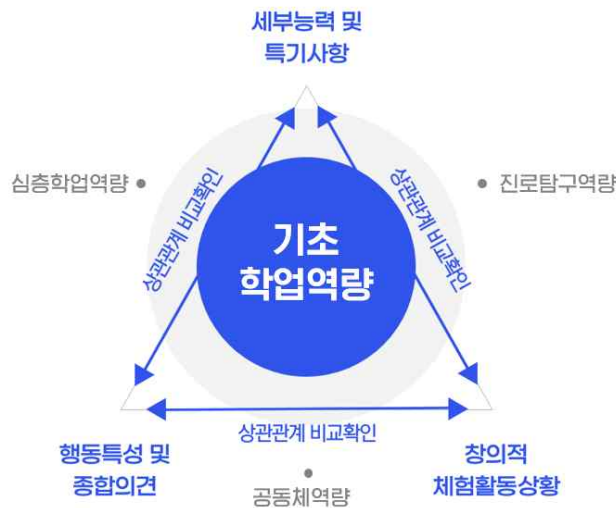 세부능력 및
특기사항
심층학업역량
진로탐구역량
상관관계 비교확인
상관관계 비교확인
기초
학업역량
상관관계 비교확인
행동특성 및
종합의견
창의적
체험활동상황
공동체역량